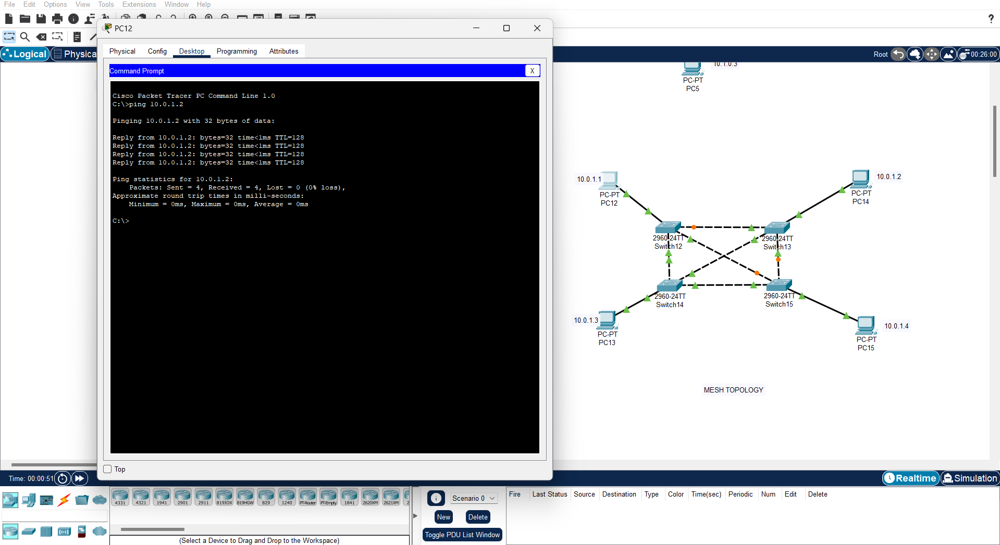 File Edit Options View Tools Extensions Window Help
PC12
Physical Config Desktop Programming Attributes
Command Prompt X
Cisco Packet Tracer PC Command Line 1.0
C:\>ping 10.0.1.2
Pinging 10.0.1.2 with 32 bytes of data:
Reply from 10.0.1.2: bytes=32 time<1ms TTL=128
Reply from 10.0.1.2: bytes=32 time<1ms TTL=128
Reply from 10.0.1.2: bytes=32 time<1ms TTL=128
Reply from 10.0.1.2: bytes=32 time<1ms TTL=128
Ping statistics for 10.0.1.2:
Packets: Sent = 4, Received = 4, Lost = 0 (0% loss),
Approximate round trip times in milli-seconds:
Minimum = 0ms, Maximum = 0ms, Average = 0ms
C:\>
Top
Logical Physica
Root 00:26:00
10.1.0.3
PC-PT
PC5
10.0.1.1
PC-PT
PC12
10.0.1.2
PC-PT
PC14
2960-24TT
Switch12
2960-24TT
Switch13
2960-24TT
Switch14
2960-24TT
Switch15
10.0.1.3
PC-PT
PC13
10.0.1.4
PC-PT
PC15
MESH TOPOLOGY
Time: 00:00:51
Realtime Simulation
4331 4321 1941 2901 2911 819IOX 819HGW 829 1240 PT-Router PT-Empty 1841 2620XM 2621XM 2
(Select a Device to Drag and Drop to the Workspace)
Scenario 0
New Delete
Toggle PDU List Window
Fire Last Status Source Destination Type Color Time(sec) Periodic Num Edit Delete